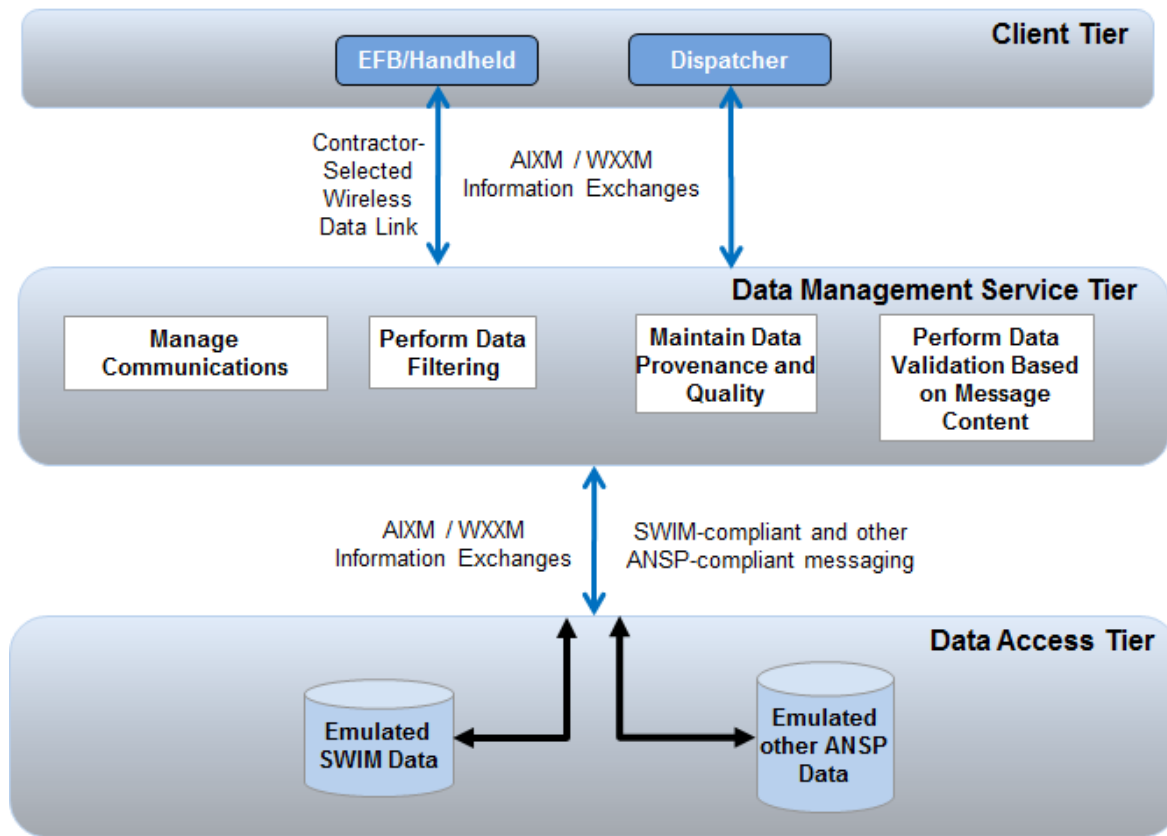 Client Tier
EFB/Handheld
Dispatcher
Contractor-
Selected
Wireless
Data Link
AIXM / WXXM
Information Exchanges
Data Management Service Tier
Manage
Communications
Perform Data
Filtering
Maintain Data
Provenance and
Quality
Perform Data
Validation Based
on Message
Content
AIXM / WXXM
Information Exchanges
SWIM-compliant and other
ANSP-compliant messaging
Data Access Tier
Emulated
SWIM Data
Emulated
other ANSP
Data